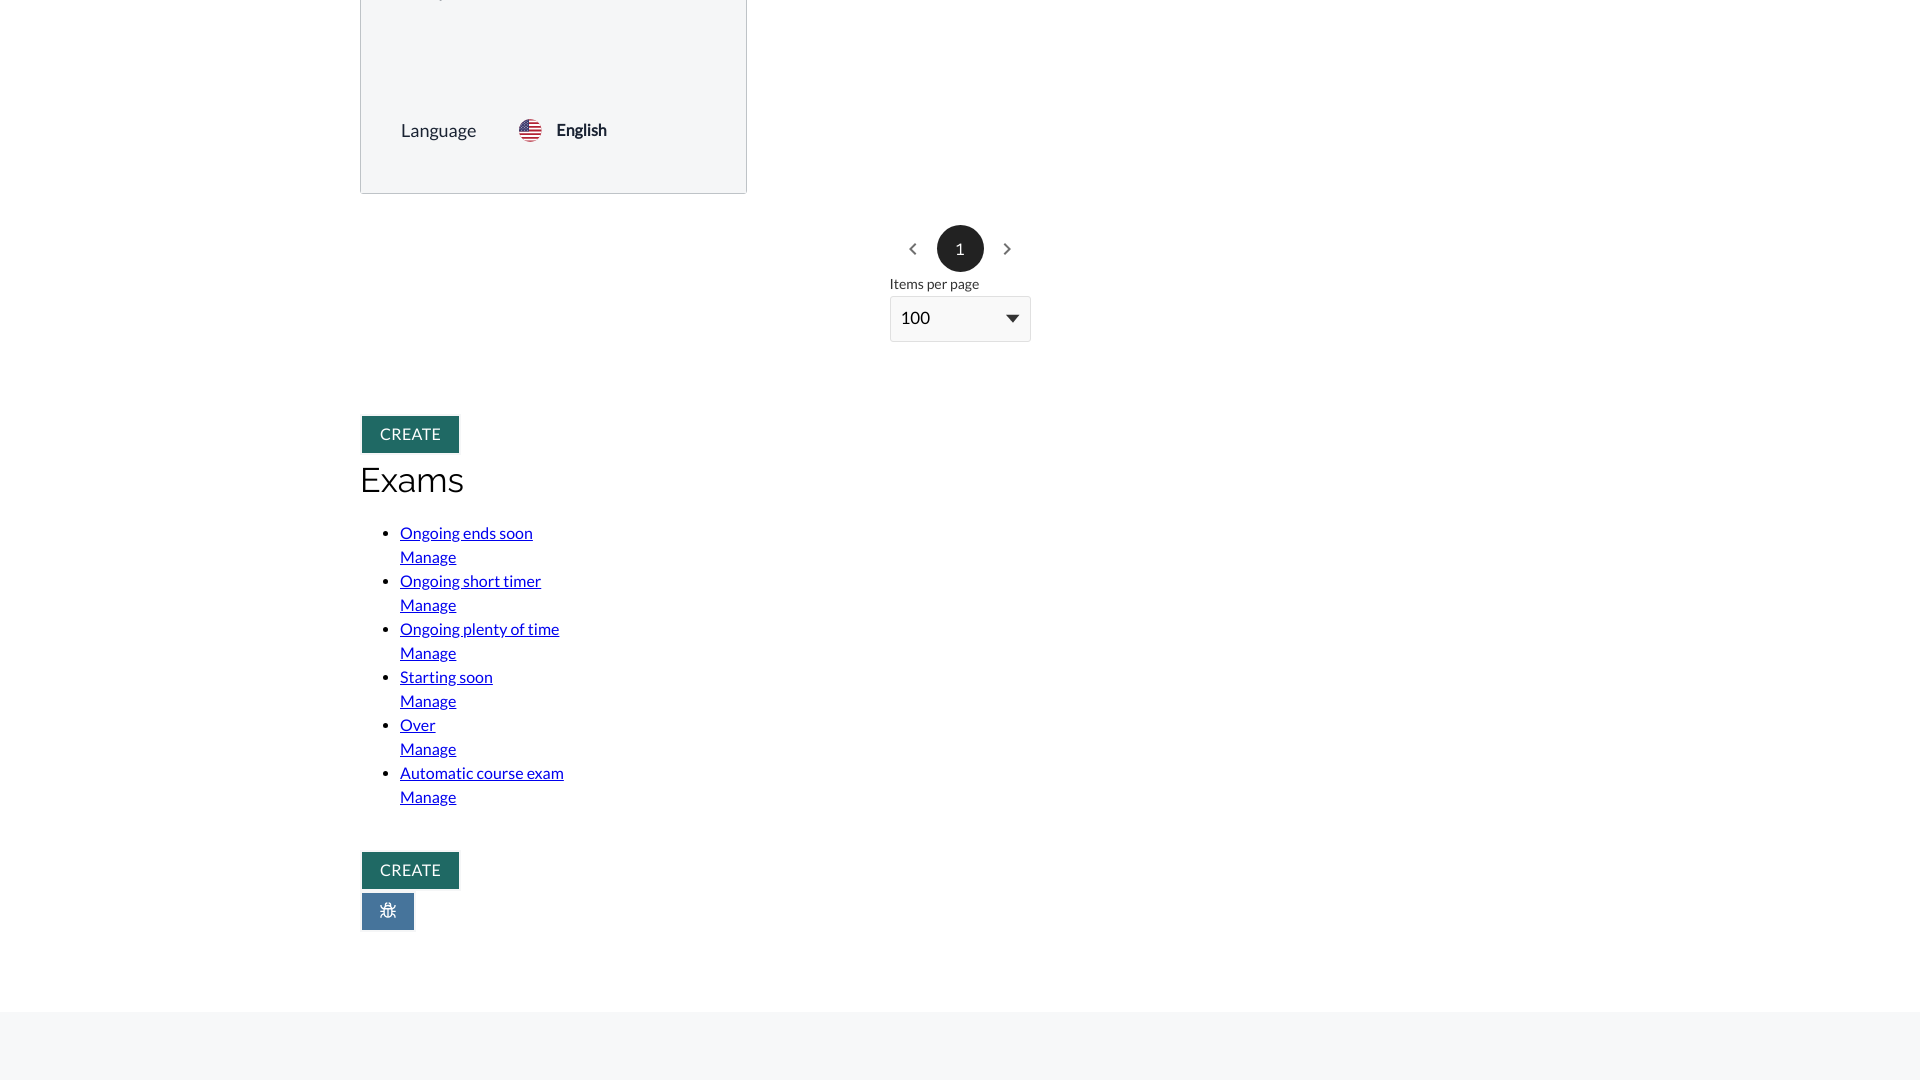 Language English
1
Items per page
100
CREATE
Exams
Ongoing ends soon
Manage
Ongoing short timer
Manage
Ongoing plenty of time
Manage
Starting soon
Manage
Over
Manage
Automatic course exam
Manage
CREATE